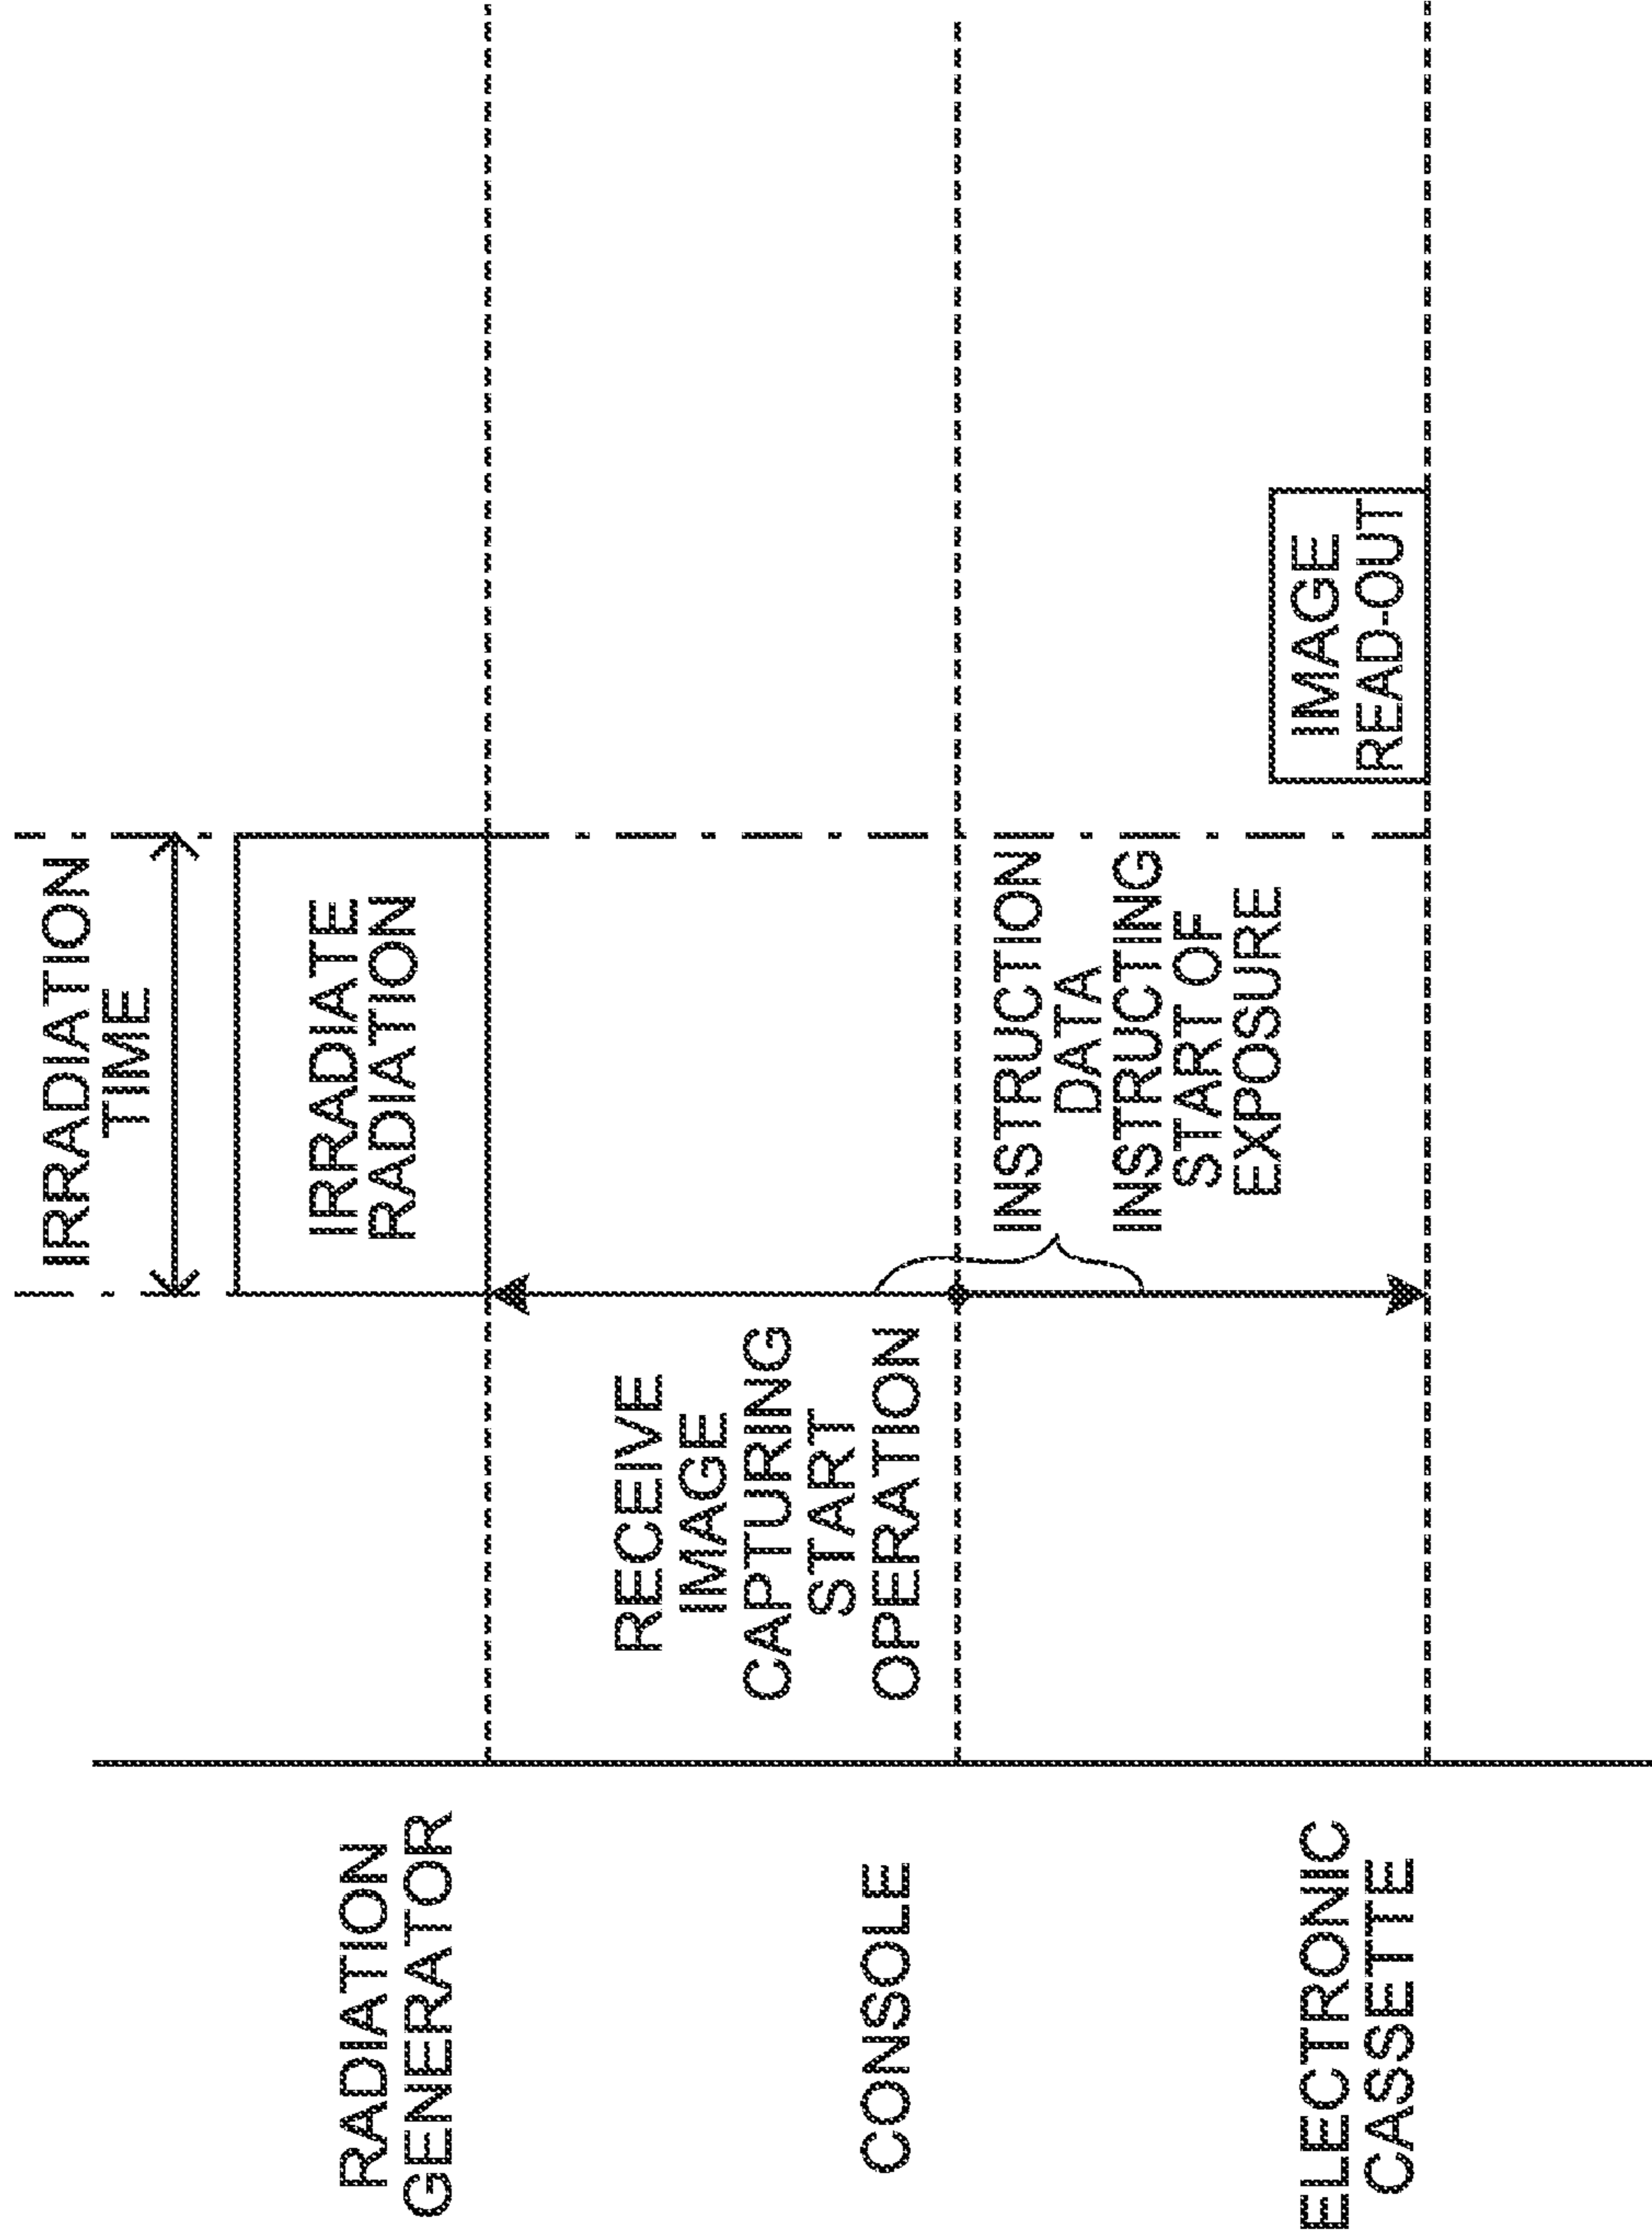 IRRADIATION
TIME
RADIATION
GENERATOR
IRRADIATE
RADIATION
RECEIVE
IMAGE
CAPTURING
START
OPERATION
CONSOLE
INSTRUCTION
DATA
INSTRUCTING
START OF
EXPOSURE
ELECTRONIC
CASSETTE
IMAGE
READ-OUT